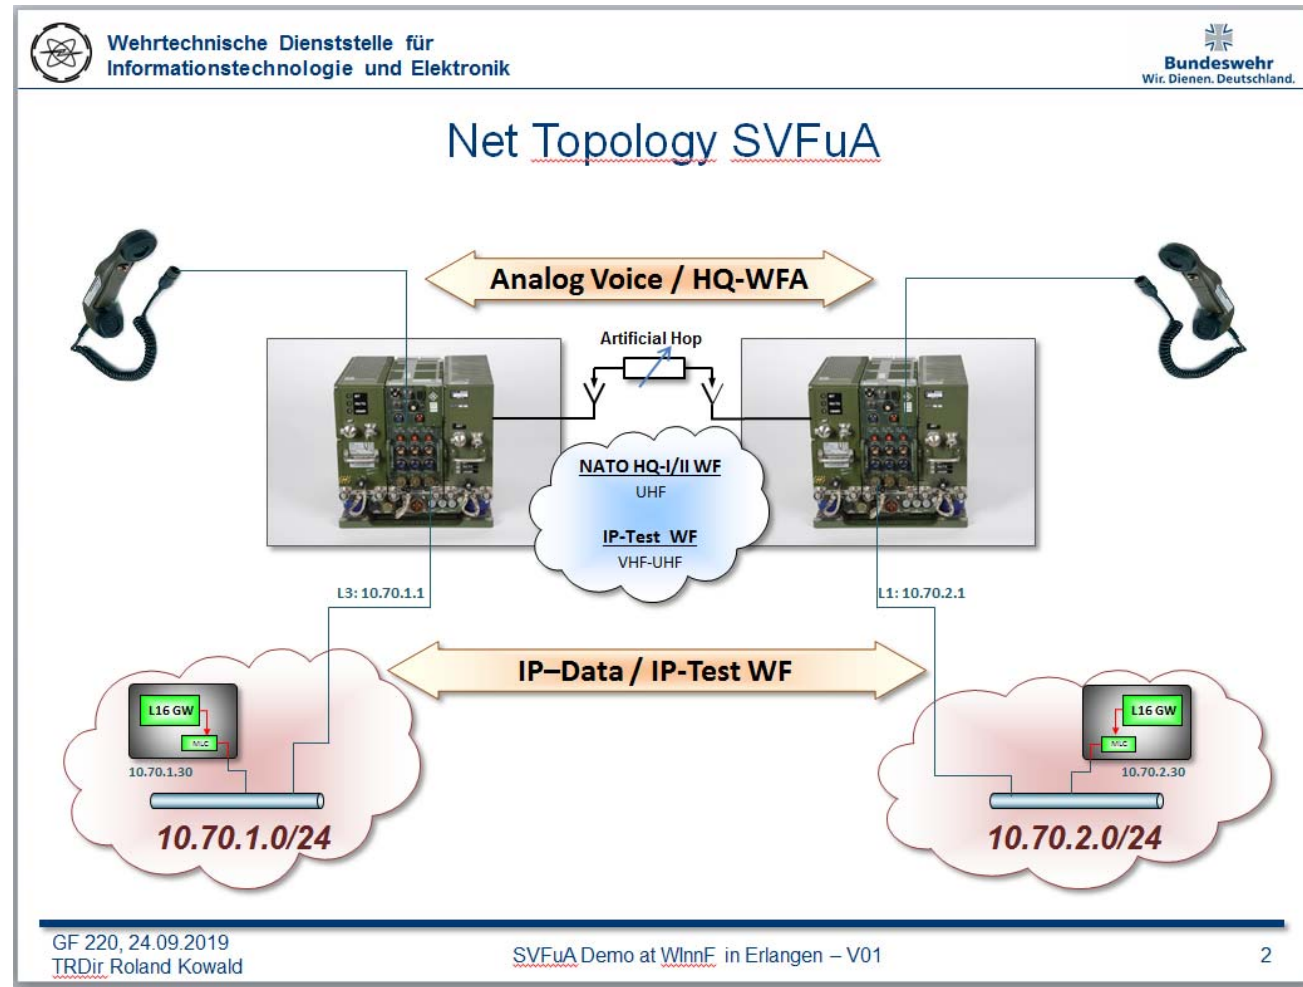 Wehrtechnische Dienststelle für
Informationstechnologie und Elektronik
Bundeswehr
Wir. Dienen. Deutschland.
Net Topology SVFuA
Analog Voice / HQ-WFA
Artificial Hop
NATO HQ-I/II WF
UHF
IP-Test WF
VHF-UHF
L3: 10.70.1.1
L1: 10.70.2.1
IP–Data / IP-Test WF
L16 GW
MLC
10.70.1.30
10.70.1.0/24
L16 GW
MLC
10.70.2.30
10.70.2.0/24
GF 220, 24.09.2019
TRDir Roland Kowald
SVFuA Demo at WInnF in Erlangen – V01
2